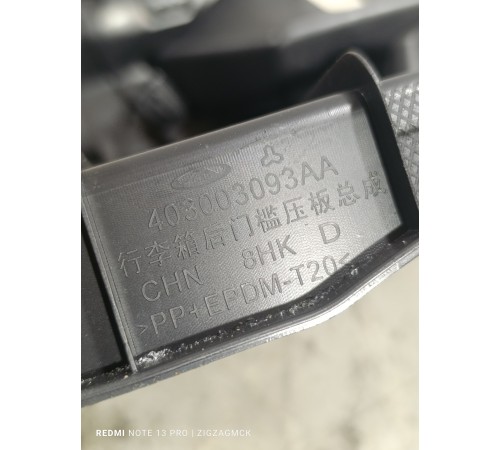 403003093AA
行李箱后门槛压板总成
CHN 8HK D
>PP+EPDM-T20<
REDMI NOTE 13 PRO | ZIGZAGMCK